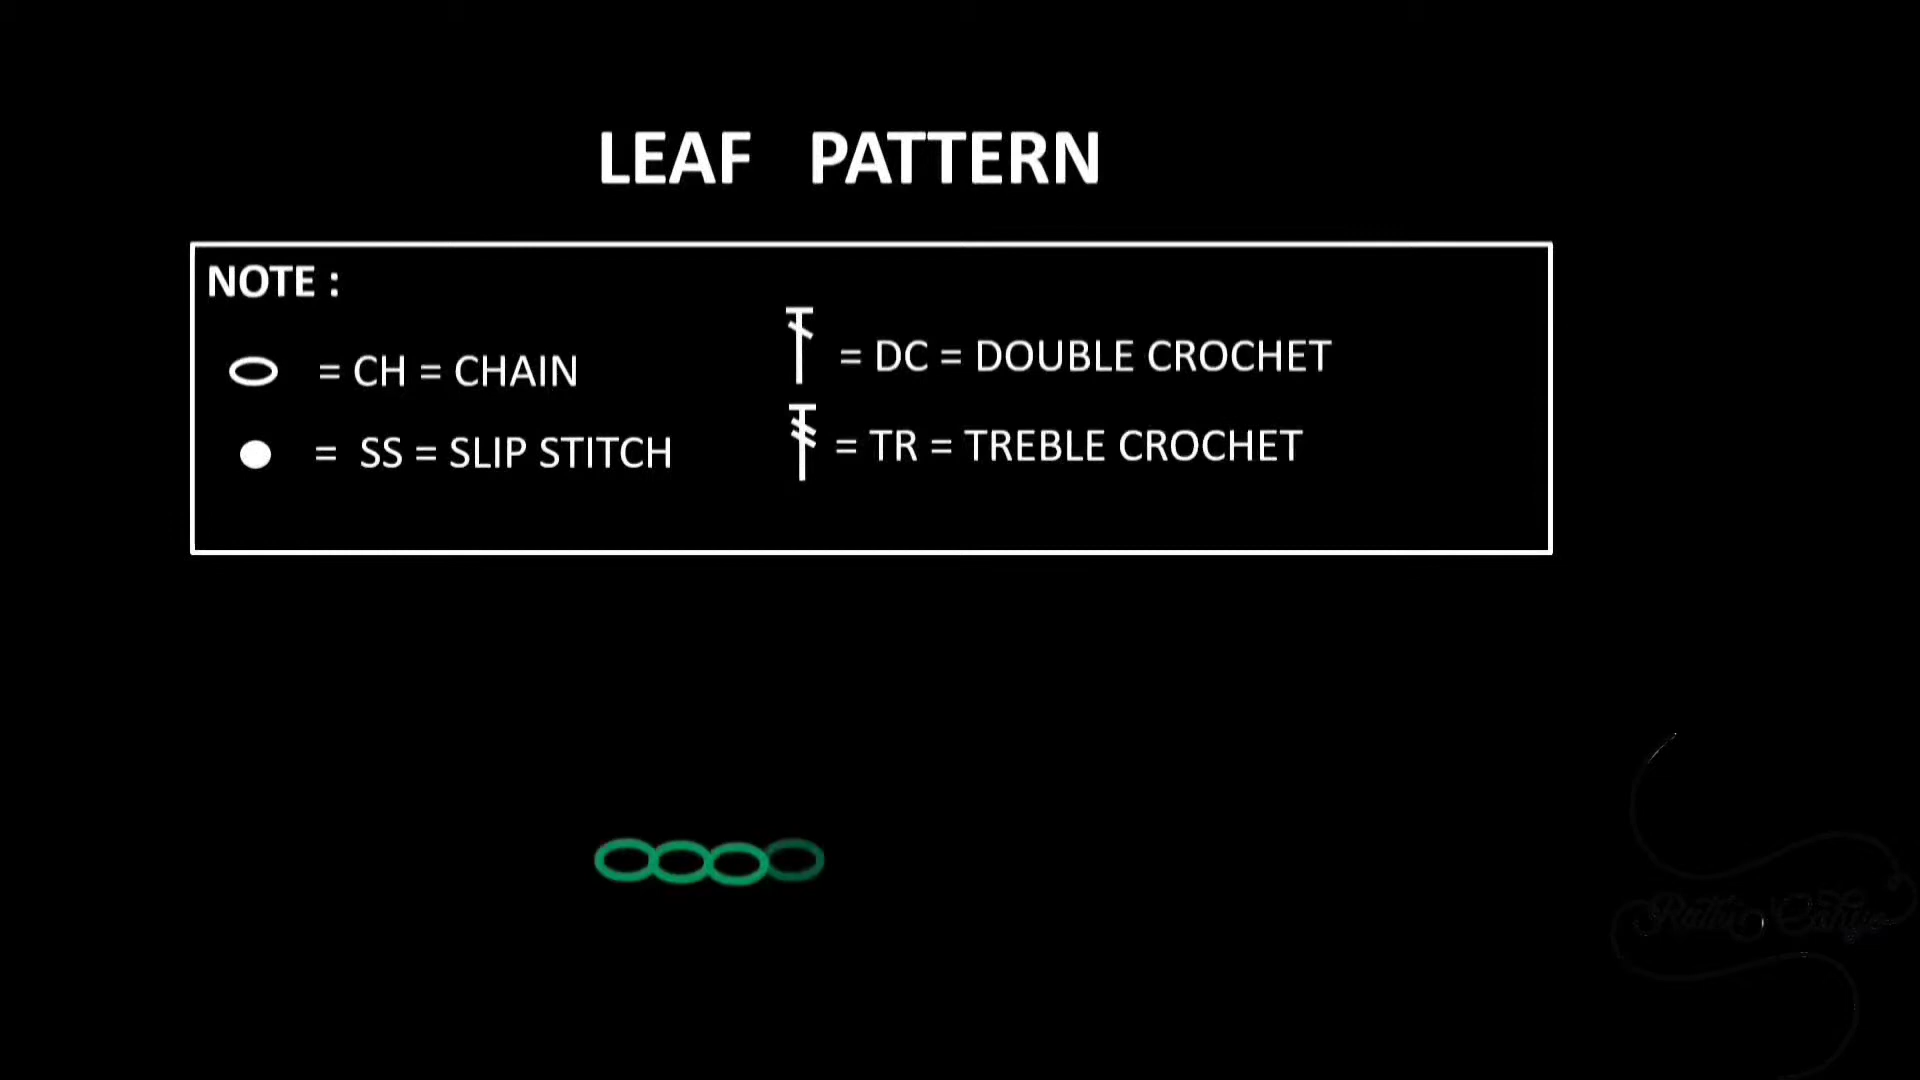 LEAF PATTERN
NOTE :
= CH = CHAIN
= SS = SLIP STITCH
= DC = DOUBLE CROCHET
= TR = TREBLE CROCHET